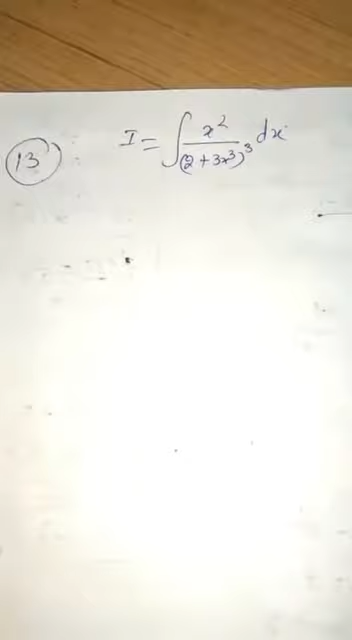 (13) I = ∫ x² / (2 + 3x³)³ dx